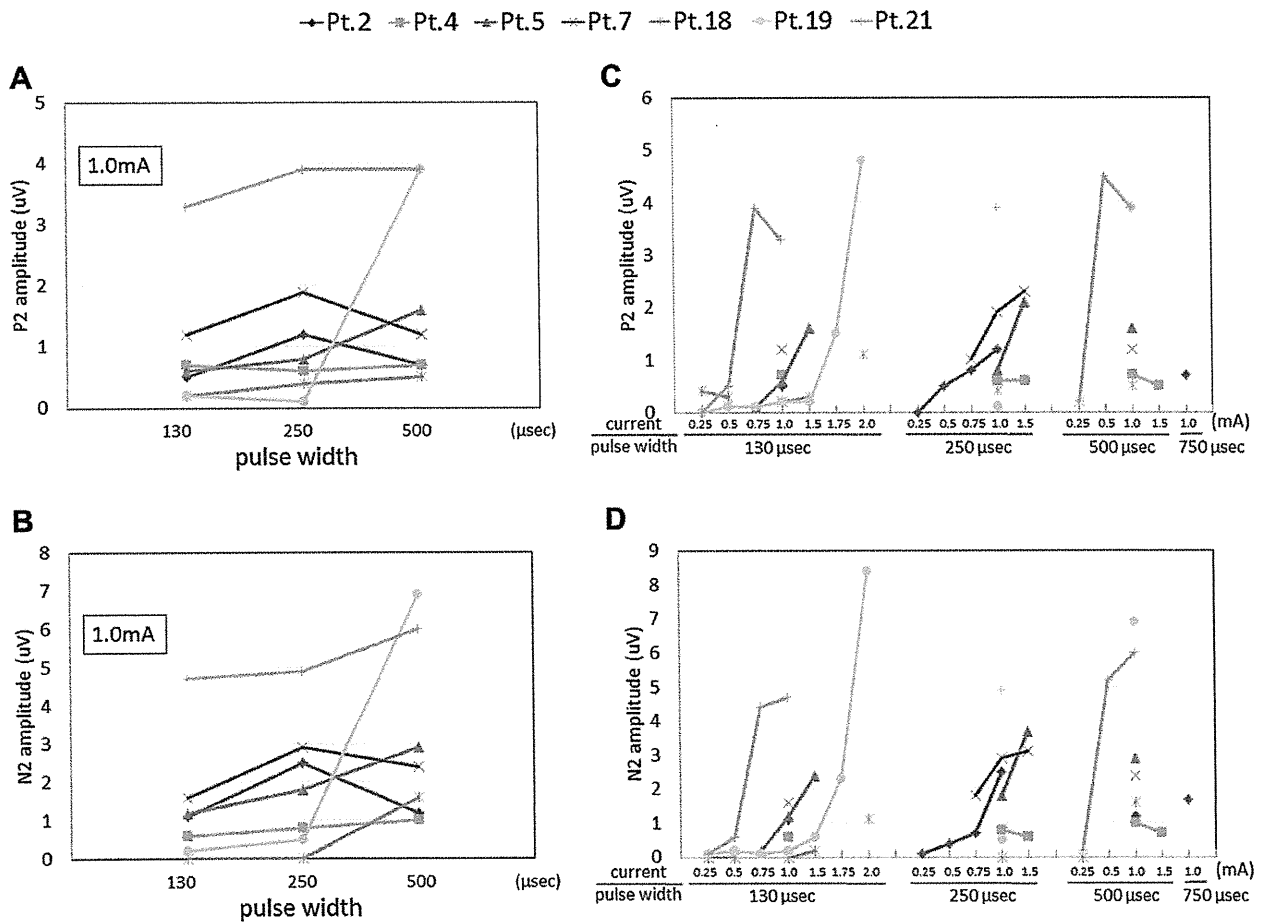 Pt.2 Pt.4 Pt.5 Pt.7 Pt.18 Pt.19 Pt.21
A
5
4
3
2
1
0
P2 amplitude (uV)
1.0mA
130 250 500 (µsec)
pulse width
B
8
7
6
5
4
3
2
1
0
N2 amplitude (uV)
1.0mA
130 250 500 (µsec)
pulse width
C
6
5
4
3
2
1
0
P2 amplitude (uV)
current 0.25 0.5 0.75 1.0 1.5 1.75 2.0 0.25 0.5 0.75 1.0 1.5 0.25 0.5 1.0 1.5 1.0 (mA)
pulse width 130 µsec 250 µsec 500 µsec 750 µsec
D
9
8
7
6
5
4
3
2
1
0
N2 amplitude (uV)
current 0.25 0.5 0.75 1.0 1.5 1.75 2.0 0.25 0.5 0.75 1.0 1.5 0.25 0.5 1.0 1.5 1.0 (mA)
pulse width 130 µsec 250 µsec 500 µsec 750 µsec